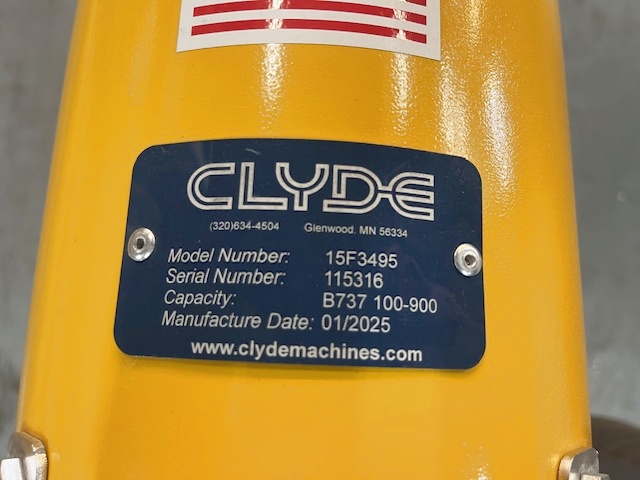 CLYDE
(320)634-4504 Glenwood, MN 56334
Model Number: 15F3495
Serial Number: 115316
Capacity: B737 100-900
Manufacture Date: 01/2025
www.clydemachines.com